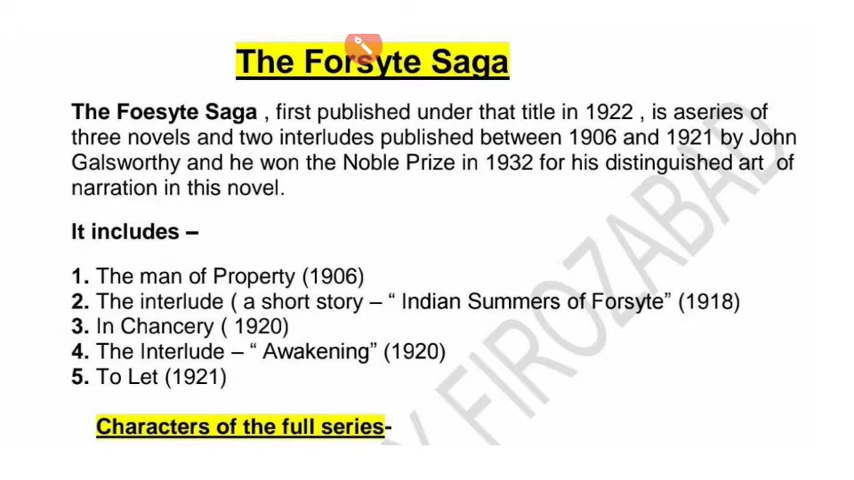 The Forsyte Saga
The Foesyte Saga , first published under that title in 1922 , is aseries of
three novels and two interludes published between 1906 and 1921 by John
Galsworthy and he won the Noble Prize in 1932 for his distinguished art of
narration in this novel.
It includes –
1. The man of Property (1906)
2. The interlude ( a short story – “ Indian Summers of Forsyte” (1918)
3. In Chancery ( 1920)
4. The Interlude – “ Awakening” (1920)
5. To Let (1921)
Characters of the full series-
FIROZABAD